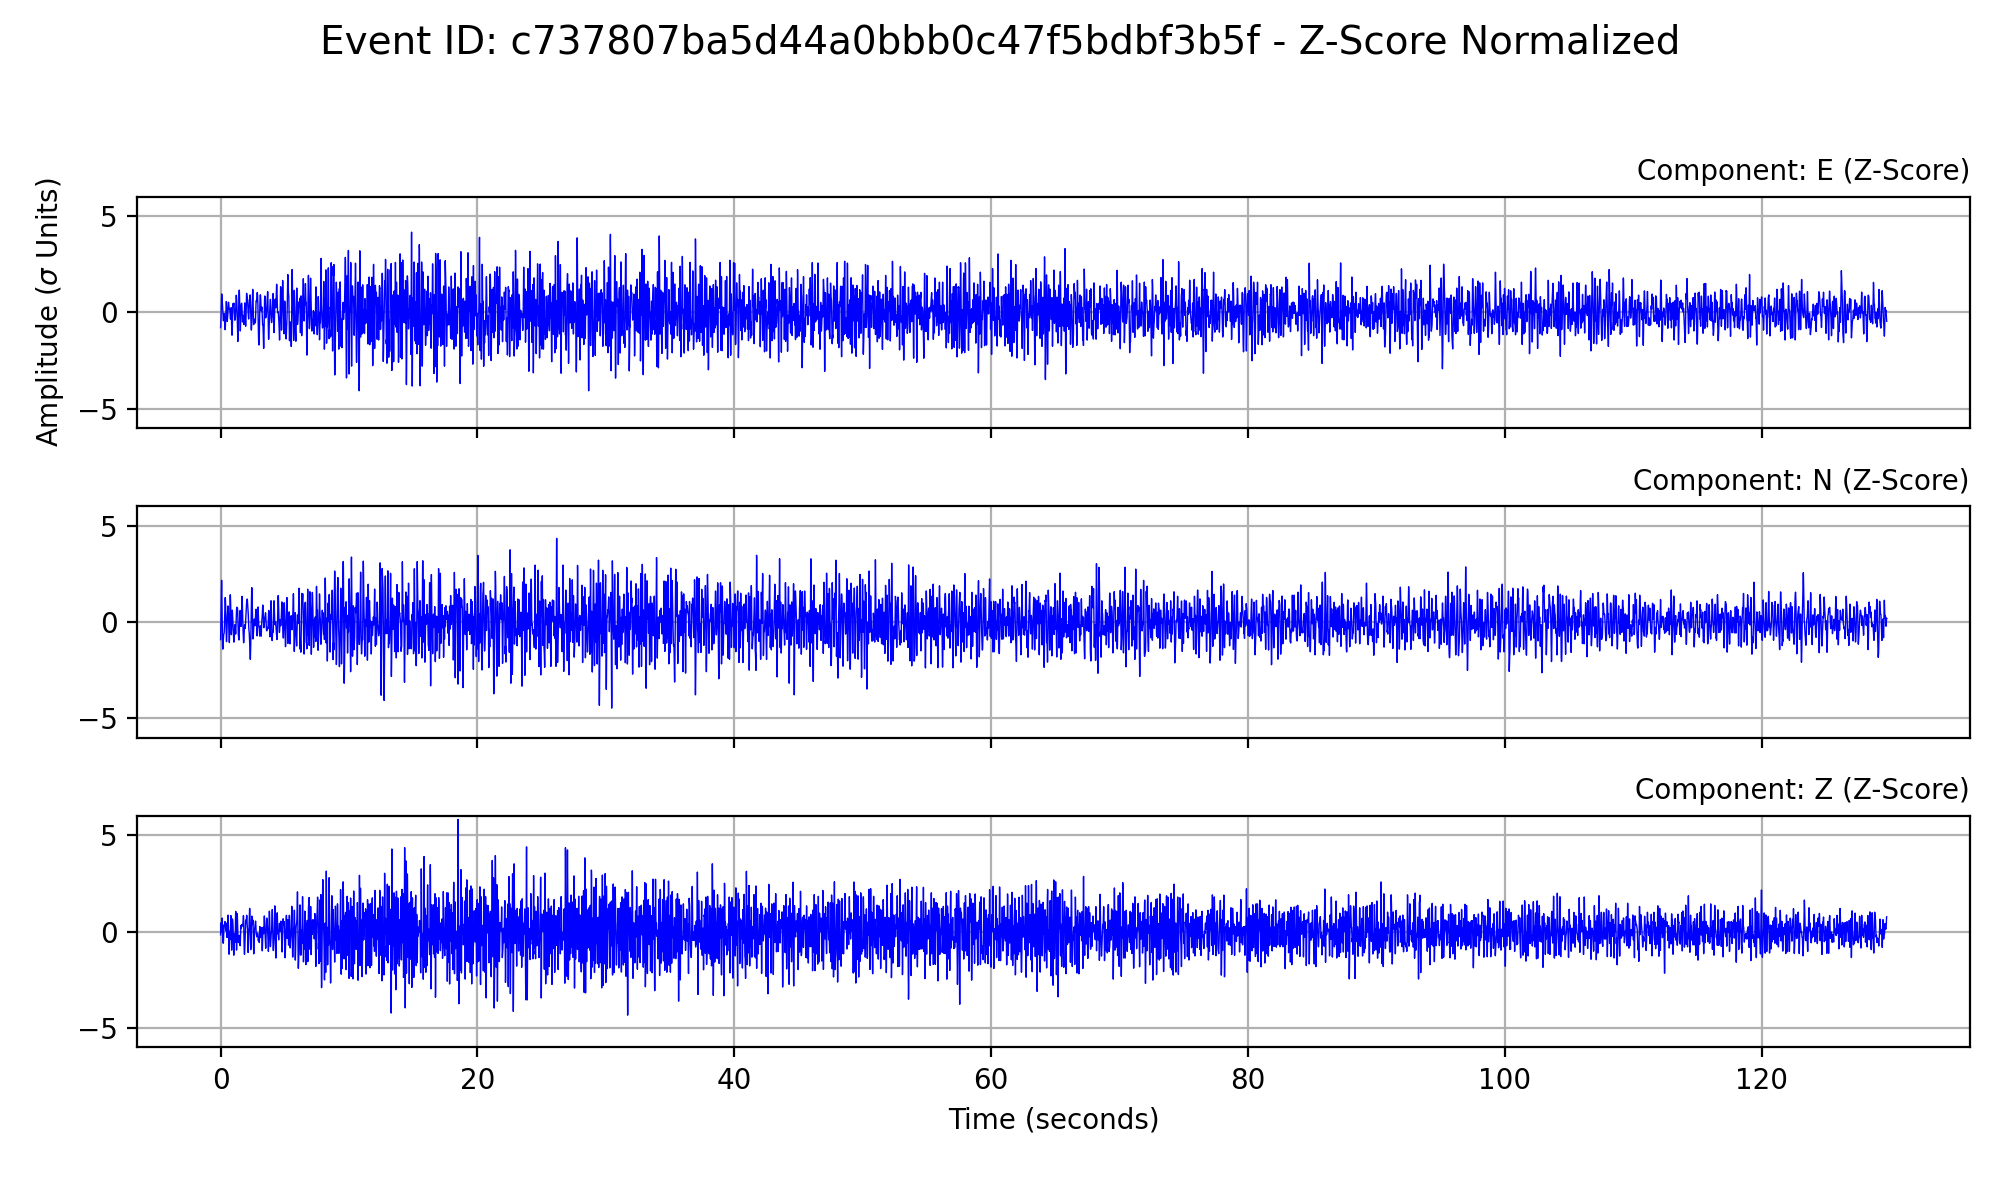 Event ID: c737807ba5d44a0bbb0c47f5bdbf3b5f - Z-Score Normalized
Component: E (Z-Score)
Amplitude (σ Units)
5
0
−5
Component: N (Z-Score)
5
0
−5
Component: Z (Z-Score)
5
0
−5
0 20 40 60 80 100 120
Time (seconds)